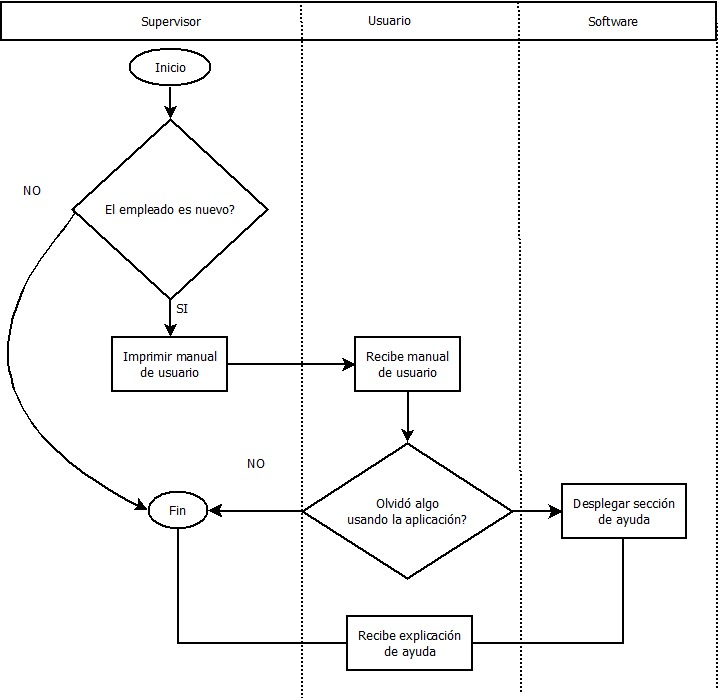 Supervisor
Usuario
Software
Inicio
El empleado es nuevo?
NO
SI
Imprimir manual
de usuario
Recibe manual
de usuario
NO
Fin
Olvidó algo
usando la aplicación?
Desplegar sección
de ayuda
Recibe explicación
de ayuda